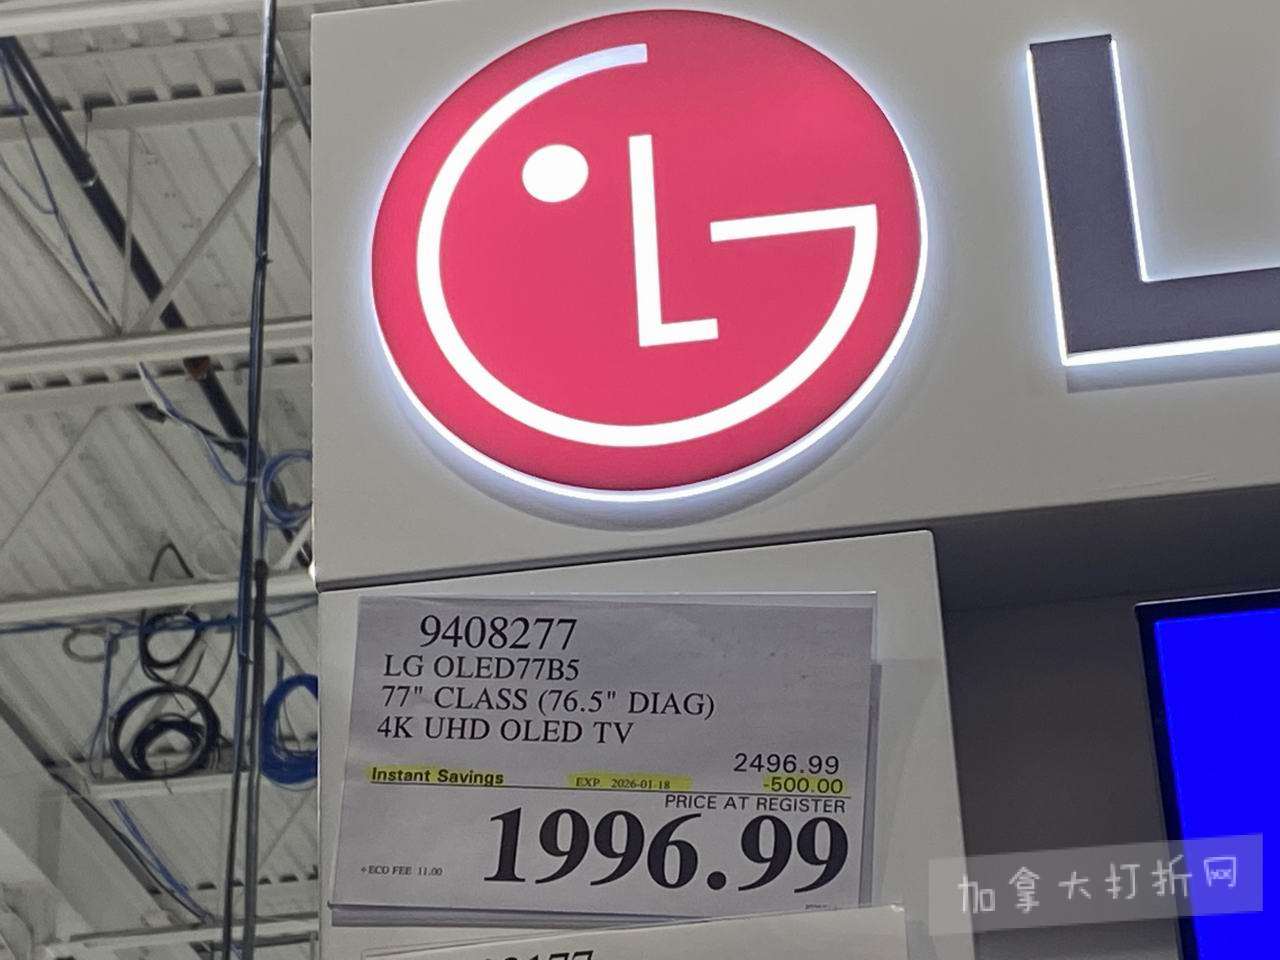 LG
L
9408277
LG OLED77B5
77" CLASS (76.5" DIAG)
4K UHD OLED TV
2496.99
Instant Savings EXP 2026-01-18 -500.00
PRICE AT REGISTER
1996.99
+ECO FEE 11.00
加拿大打折网